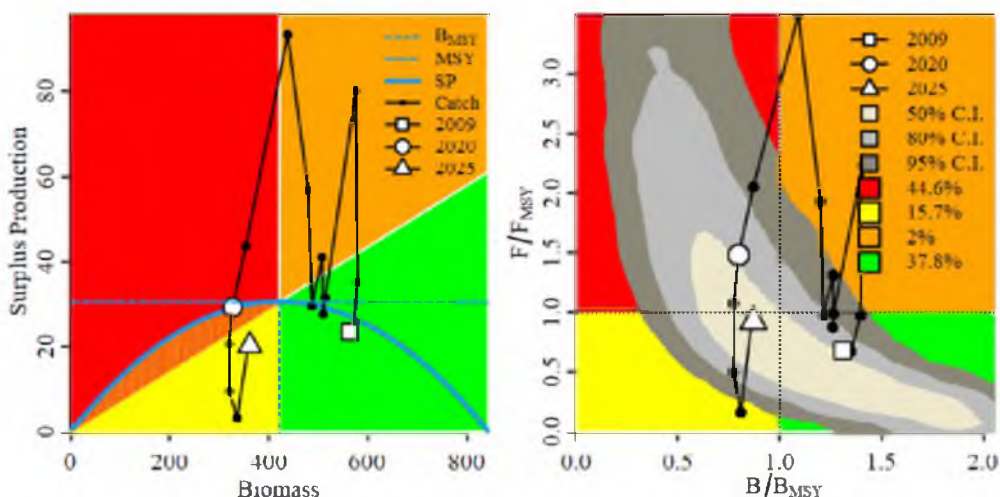 B_MSY
MSY
SP
Catch
2009
2020
2025
Surplus Production
0 20 40 60 80
0 200 400 600 800
Biomass
2009
2020
2025
50% C.I.
80% C.I.
95% C.I.
44.6%
15.7%
2%
37.8%
F/F_MSY
0.0 0.5 1.0 1.5 2.0 2.5 3.0
0.0 0.5 1.0 1.5 2.0
B/B_MSY